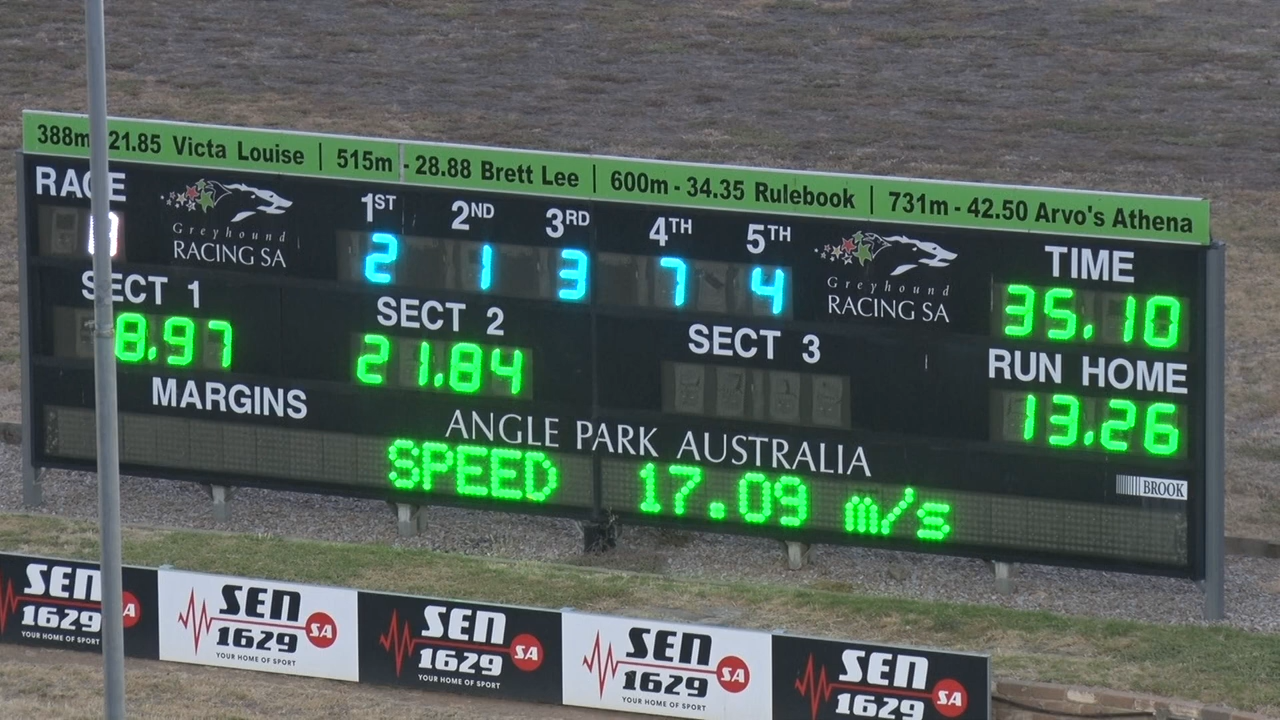 388m 21.85 Victa Louise | 515m - 28.88 Brett Lee | 600m - 34.35 Rulebook | 731m - 42.50 Arvo's Athena
RACE
Greyhound
RACING SA
1ST 2ND 3RD 4TH 5TH
2 1 3 7 4
Greyhound
RACING SA
TIME
35.10
SECT 1
8.97
SECT 2
21.84
SECT 3
RUN HOME
13.26
MARGINS
ANGLE PARK AUSTRALIA
SPEED 17.09 m/s
BROOK
SEN
1629 SA
YOUR HOME OF SPORT
SEN
1629 SA
YOUR HOME OF SPORT
SEN
1629 SA
YOUR HOME OF SPORT
SEN
1629 SA
YOUR HOME OF SPORT
SEN
1629 SA